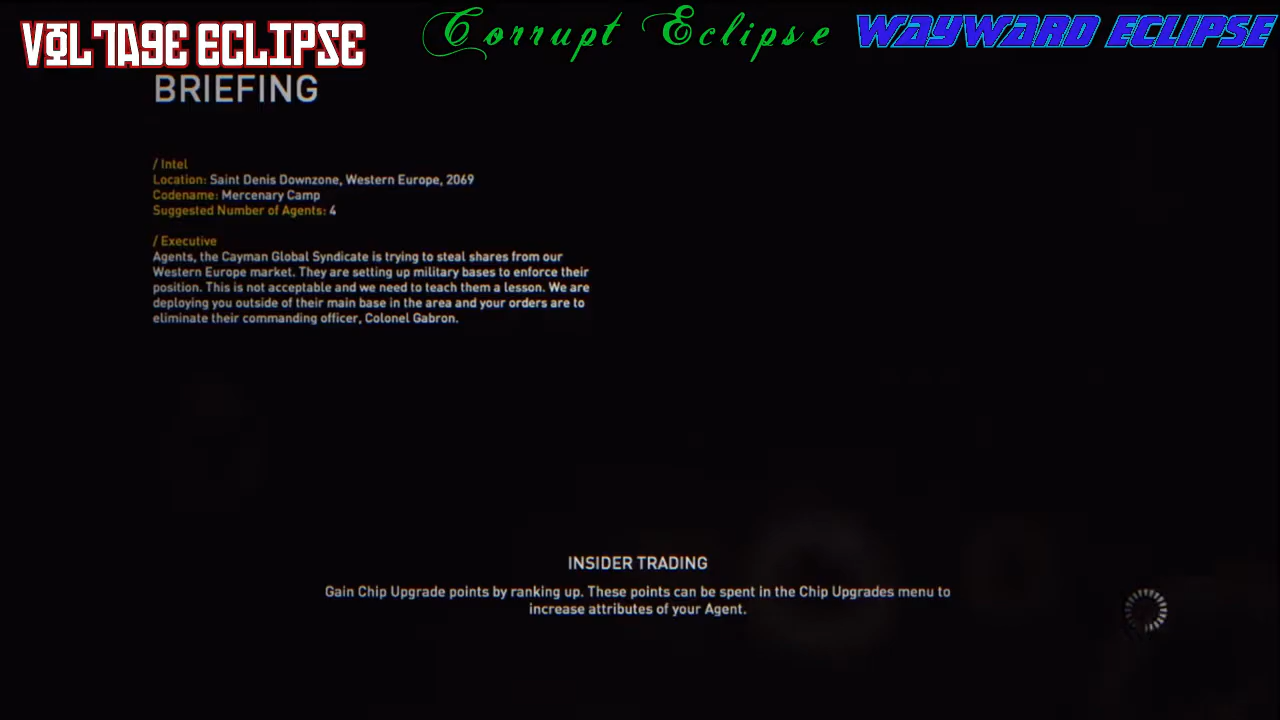 VOLTAGE ECLIPSE
Corrupt Eclipse
WAYWARD ECLIPSE
BRIEFING
/ Intel
Location: Saint Denis Downzone, Western Europe, 2069
Codename: Mercenary Camp
Suggested Number of Agents: 4
/ Executive
Agents, the Cayman Global Syndicate is trying to steal shares from our
Western Europe market. They are setting up military bases to enforce their
position. This is not acceptable and we need to teach them a lesson. We are
deploying you outside of their main base in the area and your orders are to
eliminate their commanding officer, Colonel Gabron.
INSIDER TRADING
Gain Chip Upgrade points by ranking up. These points can be spent in the Chip Upgrades menu to
increase attributes of your Agent.